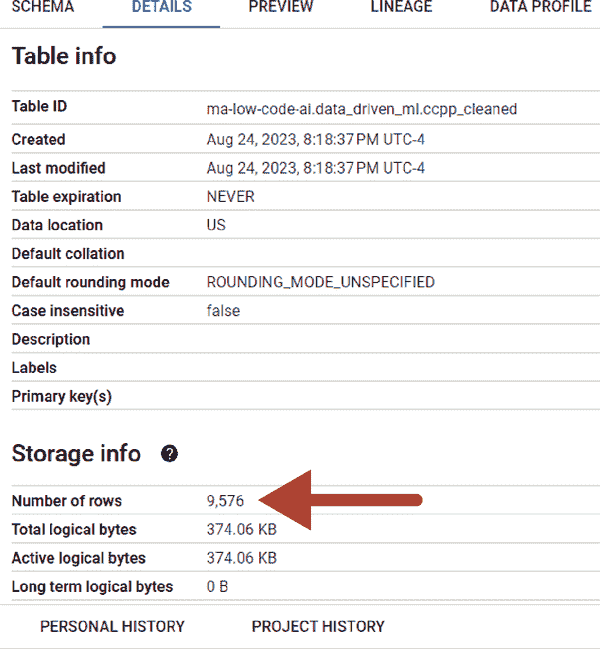 SCHEMA DETAILS PREVIEW LINEAGE DATA PROFILE
Table info
Table ID ma-low-code-ai.data_driven_ml.ccpp_cleaned
Created Aug 24, 2023, 8:18:37 PM UTC-4
Last modified Aug 24, 2023, 8:18:37 PM UTC-4
Table expiration NEVER
Data location US
Default collation
Default rounding mode ROUNDING_MODE_UNSPECIFIED
Case insensitive false
Description
Labels
Primary key(s)
Storage info ?
Number of rows 9,576
Total logical bytes 374.06 KB
Active logical bytes 374.06 KB
Long term logical bytes 0 B
PERSONAL HISTORY PROJECT HISTORY